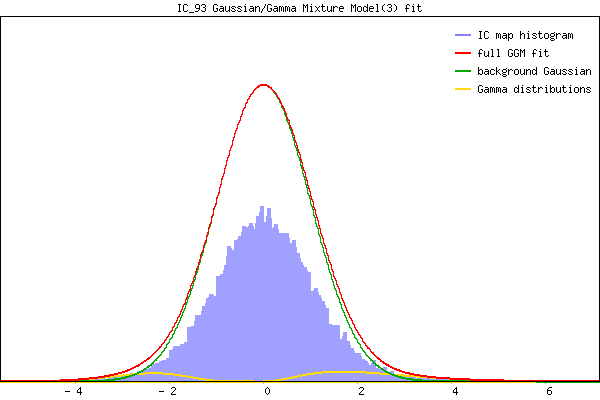 IC_93 Gaussian/Gamma Mixture Model(3) fit
IC map histogram
full GGM fit
background Gaussian
Gamma distributions
-4 -2 0 2 4 6